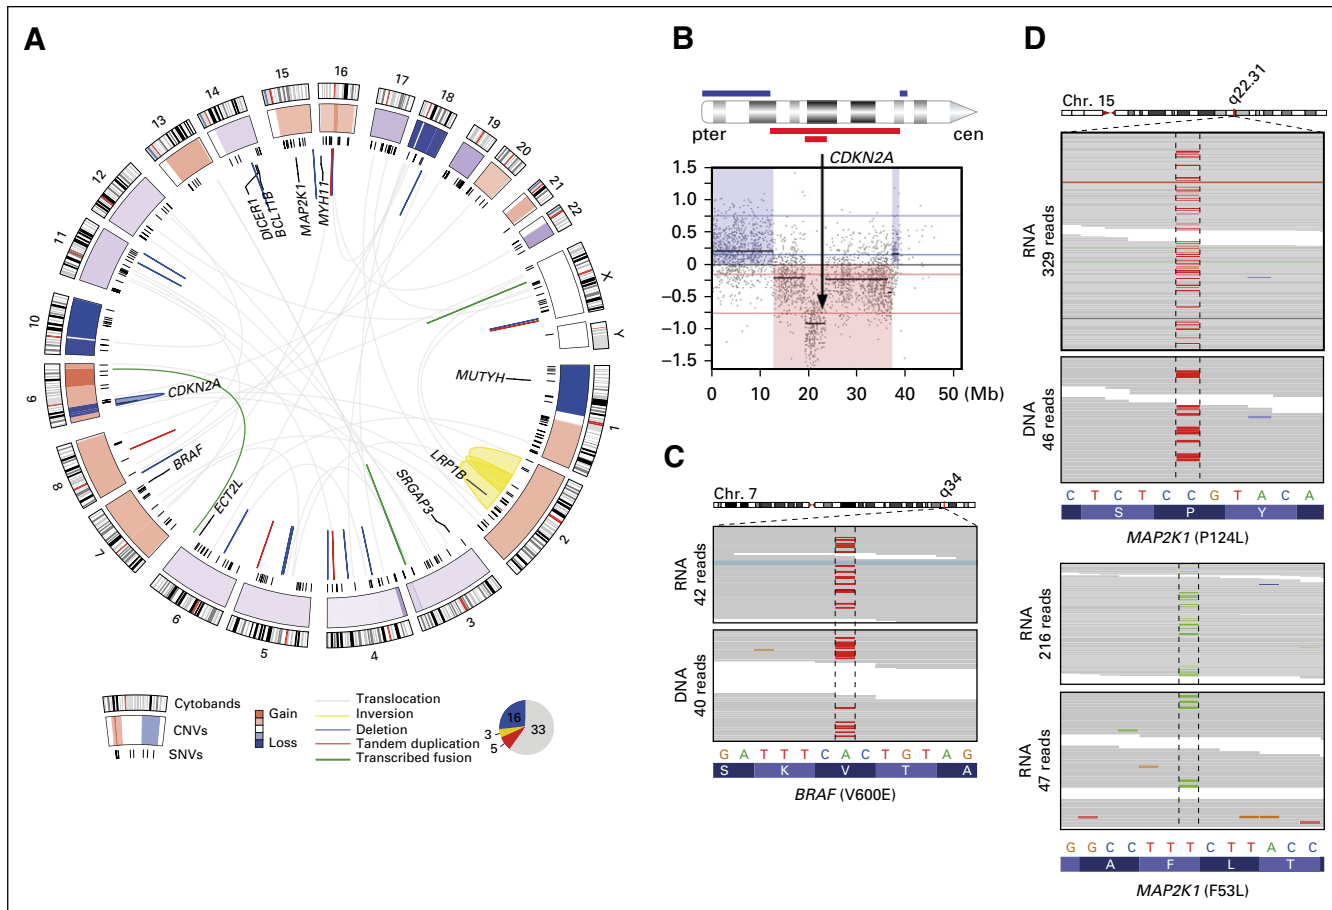 A
1
2
3
4
5
6
7
8
9
10
11
12
13
14
15
16
17
18
19
20
21
22
X
Y
DICER1
BCL11B
MAP2K1
MYH11
MUTYH
LRP1B
SRGAP3
ECT2L
BRAF
CDKN2A
Cytobands
CNVs
SNVs
Gain
Loss
Translocation
Inversion
Deletion
Tandem duplication
Transcribed fusion
16
33
3
5
B
pter
cen
CDKN2A
1.5
1.0
0.5
0
−0.5
−1.0
−1.5
0 10 20 30 40 50 (Mb)
C
Chr. 7
q34
RNA
42 reads
DNA
40 reads
G A T T T C A C T G T A G
S K V T A
BRAF (V600E)
D
Chr. 15
q22.31
RNA
329 reads
DNA
46 reads
C T C T C C G T A C A
S P Y
MAP2K1 (P124L)
RNA
216 reads
RNA
47 reads
G G C C T T T C T T A C C
A F L T
MAP2K1 (F53L)